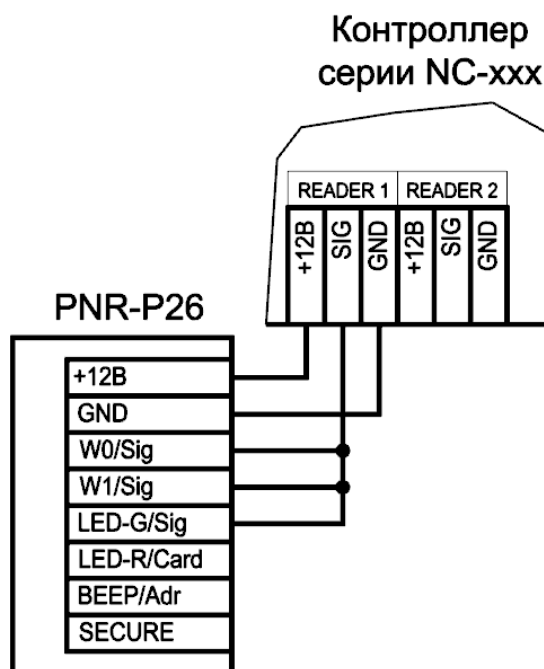 Контроллер
серии NC-xxx
READER 1 READER 2
+12В SIG GND +12В SIG GND
PNR-P26
+12В
GND
W0/Sig
W1/Sig
LED-G/Sig
LED-R/Card
BEEP/Adr
SECURE